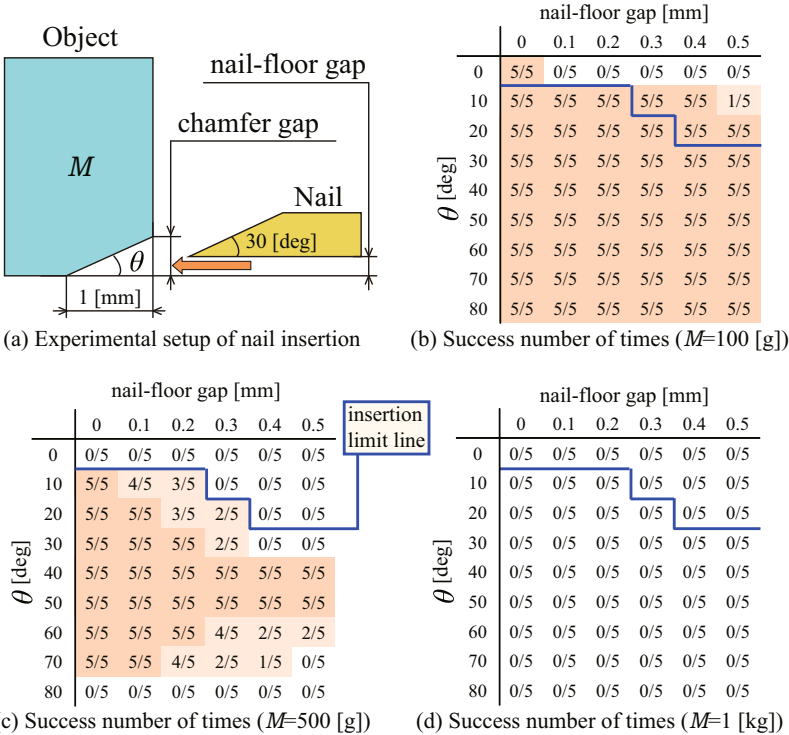 Object
nail-floor gap
chamfer gap
M
Nail
30 [deg]
θ
1 [mm]
(a) Experimental setup of nail insertion
nail-floor gap [mm]
0 0.1 0.2 0.3 0.4 0.5
θ [deg]
0 5/5 0/5 0/5 0/5 0/5 0/5
10 5/5 5/5 5/5 5/5 5/5 1/5
20 5/5 5/5 5/5 5/5 5/5 5/5
30 5/5 5/5 5/5 5/5 5/5 5/5
40 5/5 5/5 5/5 5/5 5/5 5/5
50 5/5 5/5 5/5 5/5 5/5 5/5
60 5/5 5/5 5/5 5/5 5/5 5/5
70 5/5 5/5 5/5 5/5 5/5 5/5
80 5/5 5/5 5/5 5/5 5/5 5/5
(b) Success number of times (M=100 [g])
nail-floor gap [mm]
0 0.1 0.2 0.3 0.4 0.5
insertion
limit line
θ [deg]
0 0/5 0/5 0/5 0/5 0/5 0/5
10 5/5 4/5 3/5 0/5 0/5 0/5
20 5/5 5/5 3/5 2/5 0/5 0/5
30 5/5 5/5 5/5 2/5 0/5 0/5
40 5/5 5/5 5/5 5/5 5/5 5/5
50 5/5 5/5 5/5 5/5 5/5 5/5
60 5/5 5/5 5/5 4/5 2/5 2/5
70 5/5 5/5 4/5 2/5 1/5 0/5
80 0/5 0/5 0/5 0/5 0/5 0/5
(c) Success number of times (M=500 [g])
nail-floor gap [mm]
0 0.1 0.2 0.3 0.4 0.5
θ [deg]
0 0/5 0/5 0/5 0/5 0/5 0/5
10 0/5 0/5 0/5 0/5 0/5 0/5
20 0/5 0/5 0/5 0/5 0/5 0/5
30 0/5 0/5 0/5 0/5 0/5 0/5
40 0/5 0/5 0/5 0/5 0/5 0/5
50 0/5 0/5 0/5 0/5 0/5 0/5
60 0/5 0/5 0/5 0/5 0/5 0/5
70 0/5 0/5 0/5 0/5 0/5 0/5
80 0/5 0/5 0/5 0/5 0/5 0/5
(d) Success number of times (M=1 [kg])